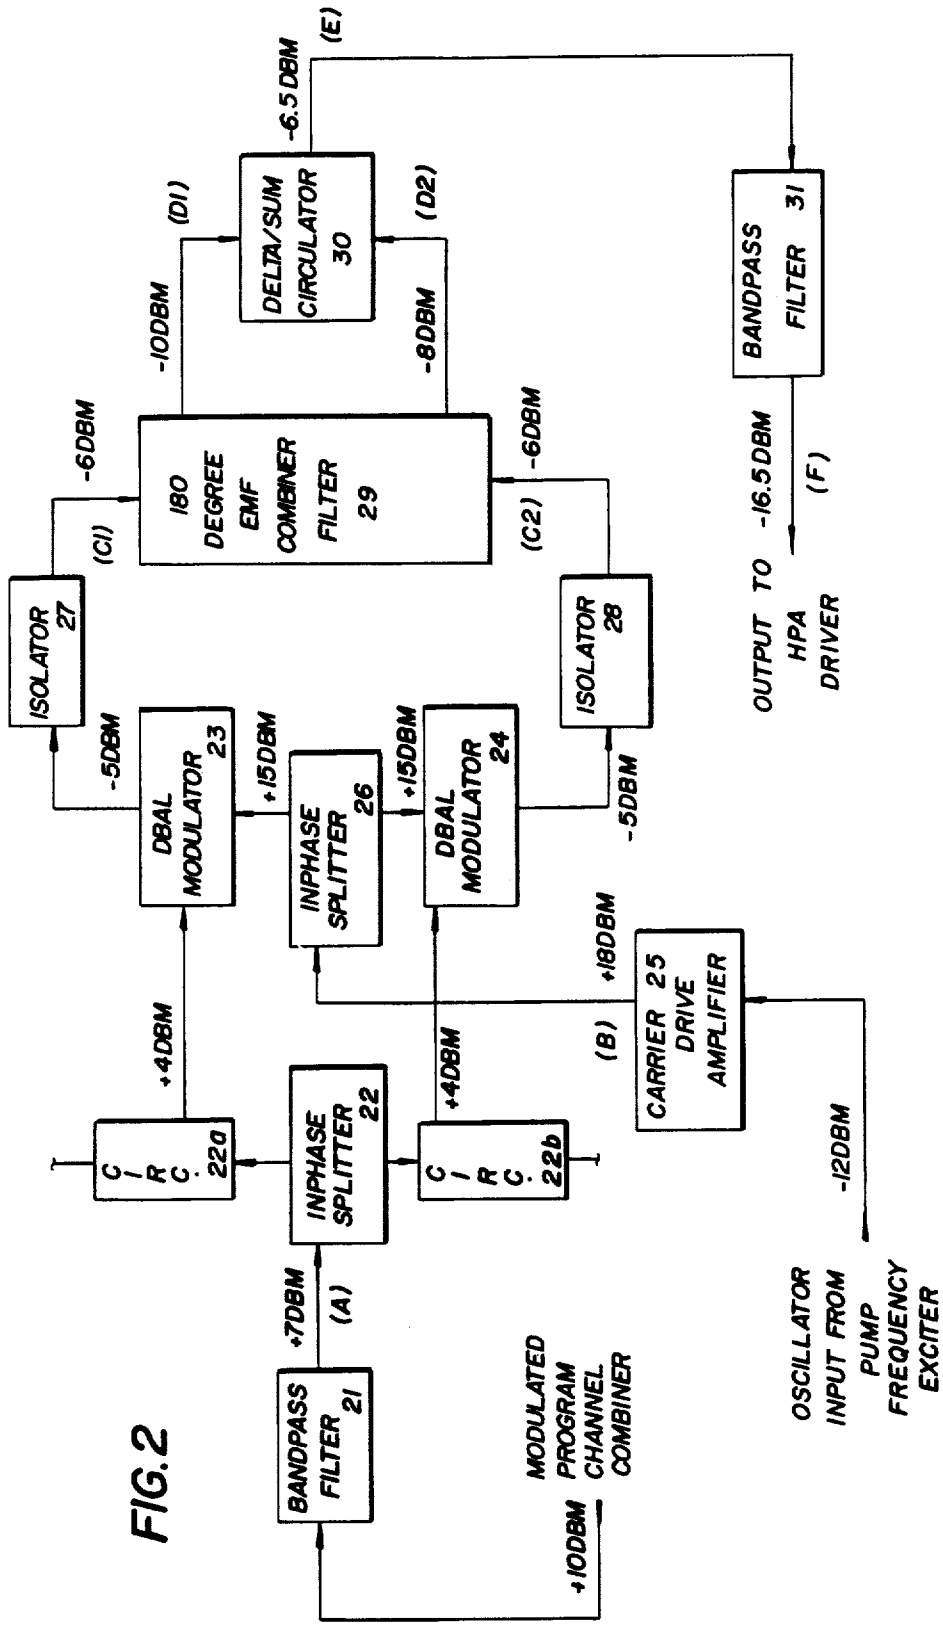 FIG.2
+10DBM
MODULATED
PROGRAM
CHANNEL
COMBINER
BANDPASS
FILTER 21
+7DBM
(A)
INPHASE
SPLITTER
22
CIRC.
22a
CIRC.
22b
+4DBM
+4DBM
OSCILLATOR
INPUT FROM
PUMP
FREQUENCY
EXCITER
-12DBM
CARRIER 25
DRIVE
AMPLIFIER
(B)
+18DBM
INPHASE
SPLITTER
26
+15DBM
+15DBM
DBAL
MODULATOR
23
DBAL
MODULATOR
24
-5DBM
-5DBM
ISOLATOR
27
ISOLATOR
28
(C1)
-6DBM
(C2)
-6DBM
180
DEGREE
EMF
COMBINER
FILTER
29
-10DBM
(D1)
-8DBM
(D2)
DELTA/SUM
CIRCULATOR
30
-6.5DBM
(E)
BANDPASS
FILTER 31
-16.5DBM
(F)
OUTPUT TO
HPA
DRIVER